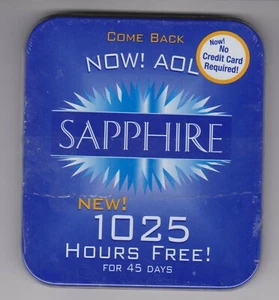 COME BACK
NOW! AOL
Now!
No
Credit Card
Required!
SAPPHIRE
NEW!
1025
HOURS FREE!
FOR 45 DAYS